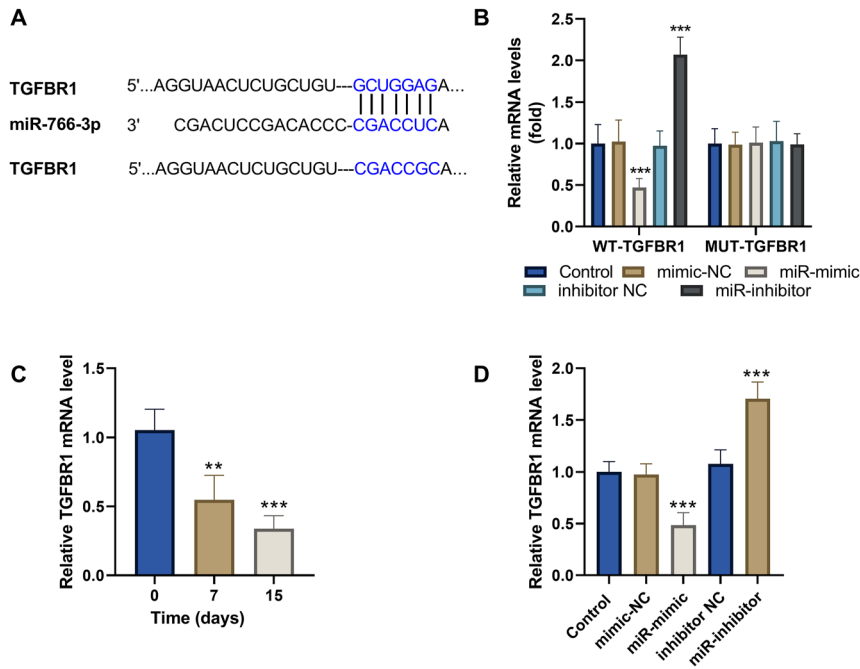 A
TGFBR1 5'...AGGUAACUCUGCUGU---GCUGGAGA...
miR-766-3p 3' CGACUCCGACACCC-CGACCUCA
TGFBR1 5'...AGGUAACUCUGCUGU---CGACCGCA...
B
Relative mRNA levels
(fold)
2.5
2.0
1.5
1.0
0.5
0.0
***
***
WT-TGFBR1 MUT-TGFBR1
Control mimic-NC miR-mimic
inhibitor NC miR-inhibitor
C
Relative TGFBR1 mRNA level
1.5
1.0
0.5
0.0
**
***
0 7 15
Time (days)
D
Relative TGFBR1 mRNA level
2.0
1.5
1.0
0.5
0.0
***
***
Control mimic-NC miR-mimic inhibitor NC miR-inhibitor